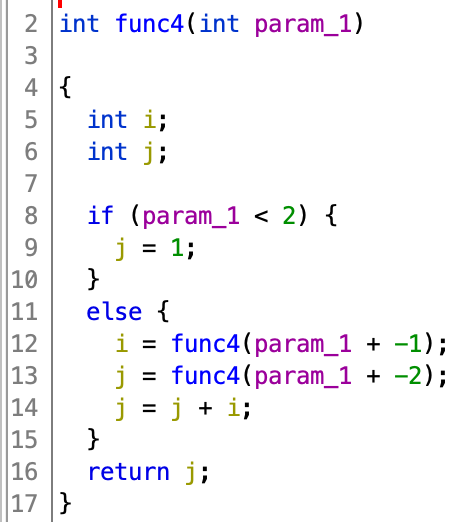 2 int func4(int param_1)
3
4 {
5 int i;
6 int j;
7
8 if (param_1 < 2) {
9 j = 1;
10 }
11 else {
12 i = func4(param_1 + -1);
13 j = func4(param_1 + -2);
14 j = j + i;
15 }
16 return j;
17 }